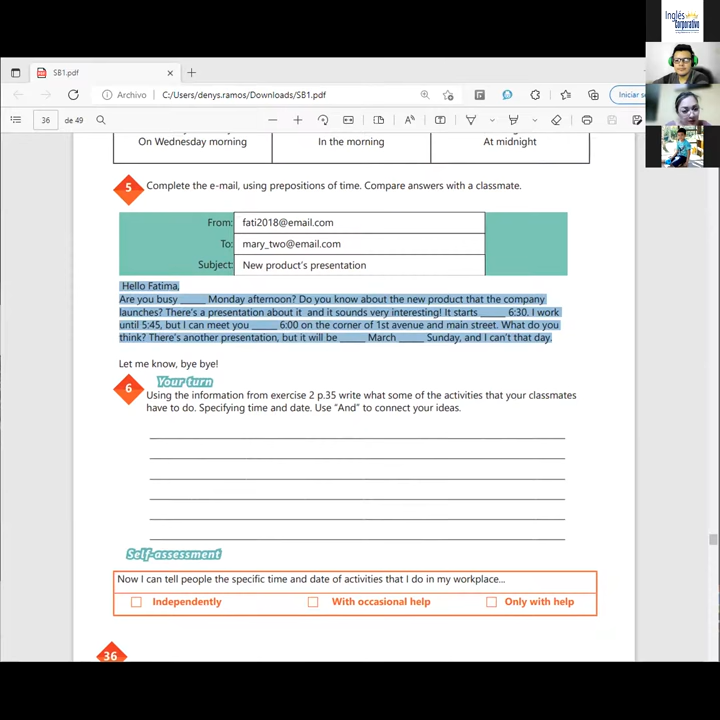 Inglés
Corporativo
SB1.pdf
Archivo C:/Users/denys.ramos/Downloads/SB1.pdf
Iniciar
36 de 49
On Wednesday morning In the morning At midnight
5 Complete the e-mail, using prepositions of time. Compare answers with a classmate.
From: fati2018@email.com
To: mary_two@email.com
Subject: New product's presentation
Hello Fatima,
Are you busy _____ Monday afternoon? Do you know about the new product that the company
launches? There's a presentation about it and it sounds very interesting! It starts _____ 6:30. I work
until 5:45, but I can meet you _____ 6:00 on the corner of 1st avenue and main street. What do you
think? There's another presentation, but it will be _____ March _____ Sunday, and I can't that day.
Let me know, bye bye!
6 Your turn
Using the information from exercise 2 p.35 write what some of the activities that your classmates
have to do. Specifying time and date. Use "And" to connect your ideas.
Self-assessment
Now I can tell people the specific time and date of activities that I do in my workplace...
Independently With occasional help Only with help
36